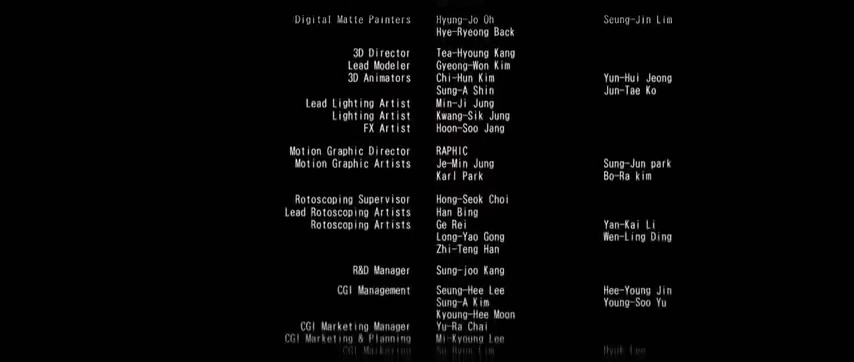 Digital Matte Painters Hyung-Jo Oh Seung-Jin Lim
Hye-Ryeong Back
3D Director Tea-Hyoung Kang
Lead Modeler Gyeong-Won Kim
3D Animators Chi-Hun Kim Yun-Hui Jeong
Sung-A Shin Jun-Tae Ko
Lead Lighting Artist Min-Ji Jung
Lighting Artist Kwang-Sik Jung
FX Artist Hoon-Soo Jang
Motion Graphic Director RAPHIC
Motion Graphic Artists Je-Min Jung Sung-Jun park
Karl Park Bo-Ra kim
Rotoscoping Supervisor Hong-Seok Choi
Lead Rotoscoping Artists Han Bing
Rotoscoping Artists Ge Rei Yan-Kai Li
Long-Yao Gong Wen-Ling Ding
Zhi-Teng Han
R&D Manager Sung-joo Kang
CGI Management Seung-Hee Lee Hee-Young Jin
Sung-A Kim Young-Soo Yu
Kyoung-Hee Moon
CGI Marketing Manager Yu-Ra Chai
CGI Marketing & Planning Mi-Kyoung Lee
CGI Marketing Lim Lee